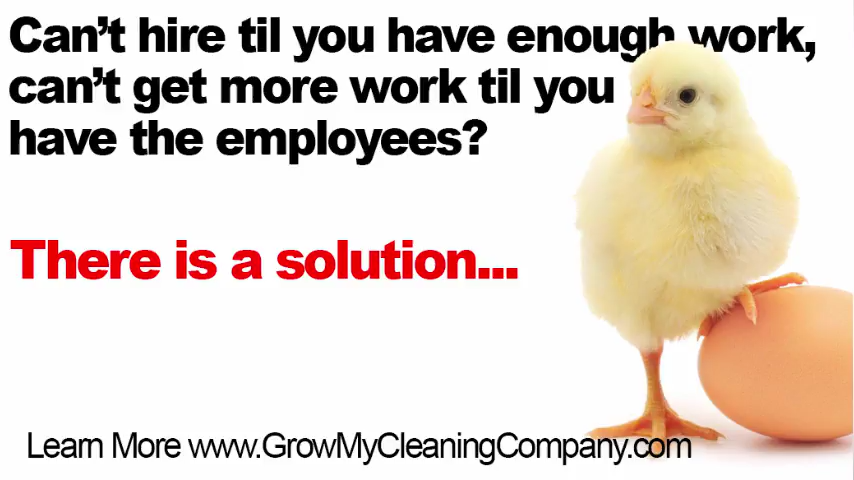 Can't hire til you have enough work,
can't get more work til you
have the employees?
There is a solution...
Learn More www.GrowMyCleaningCompany.com